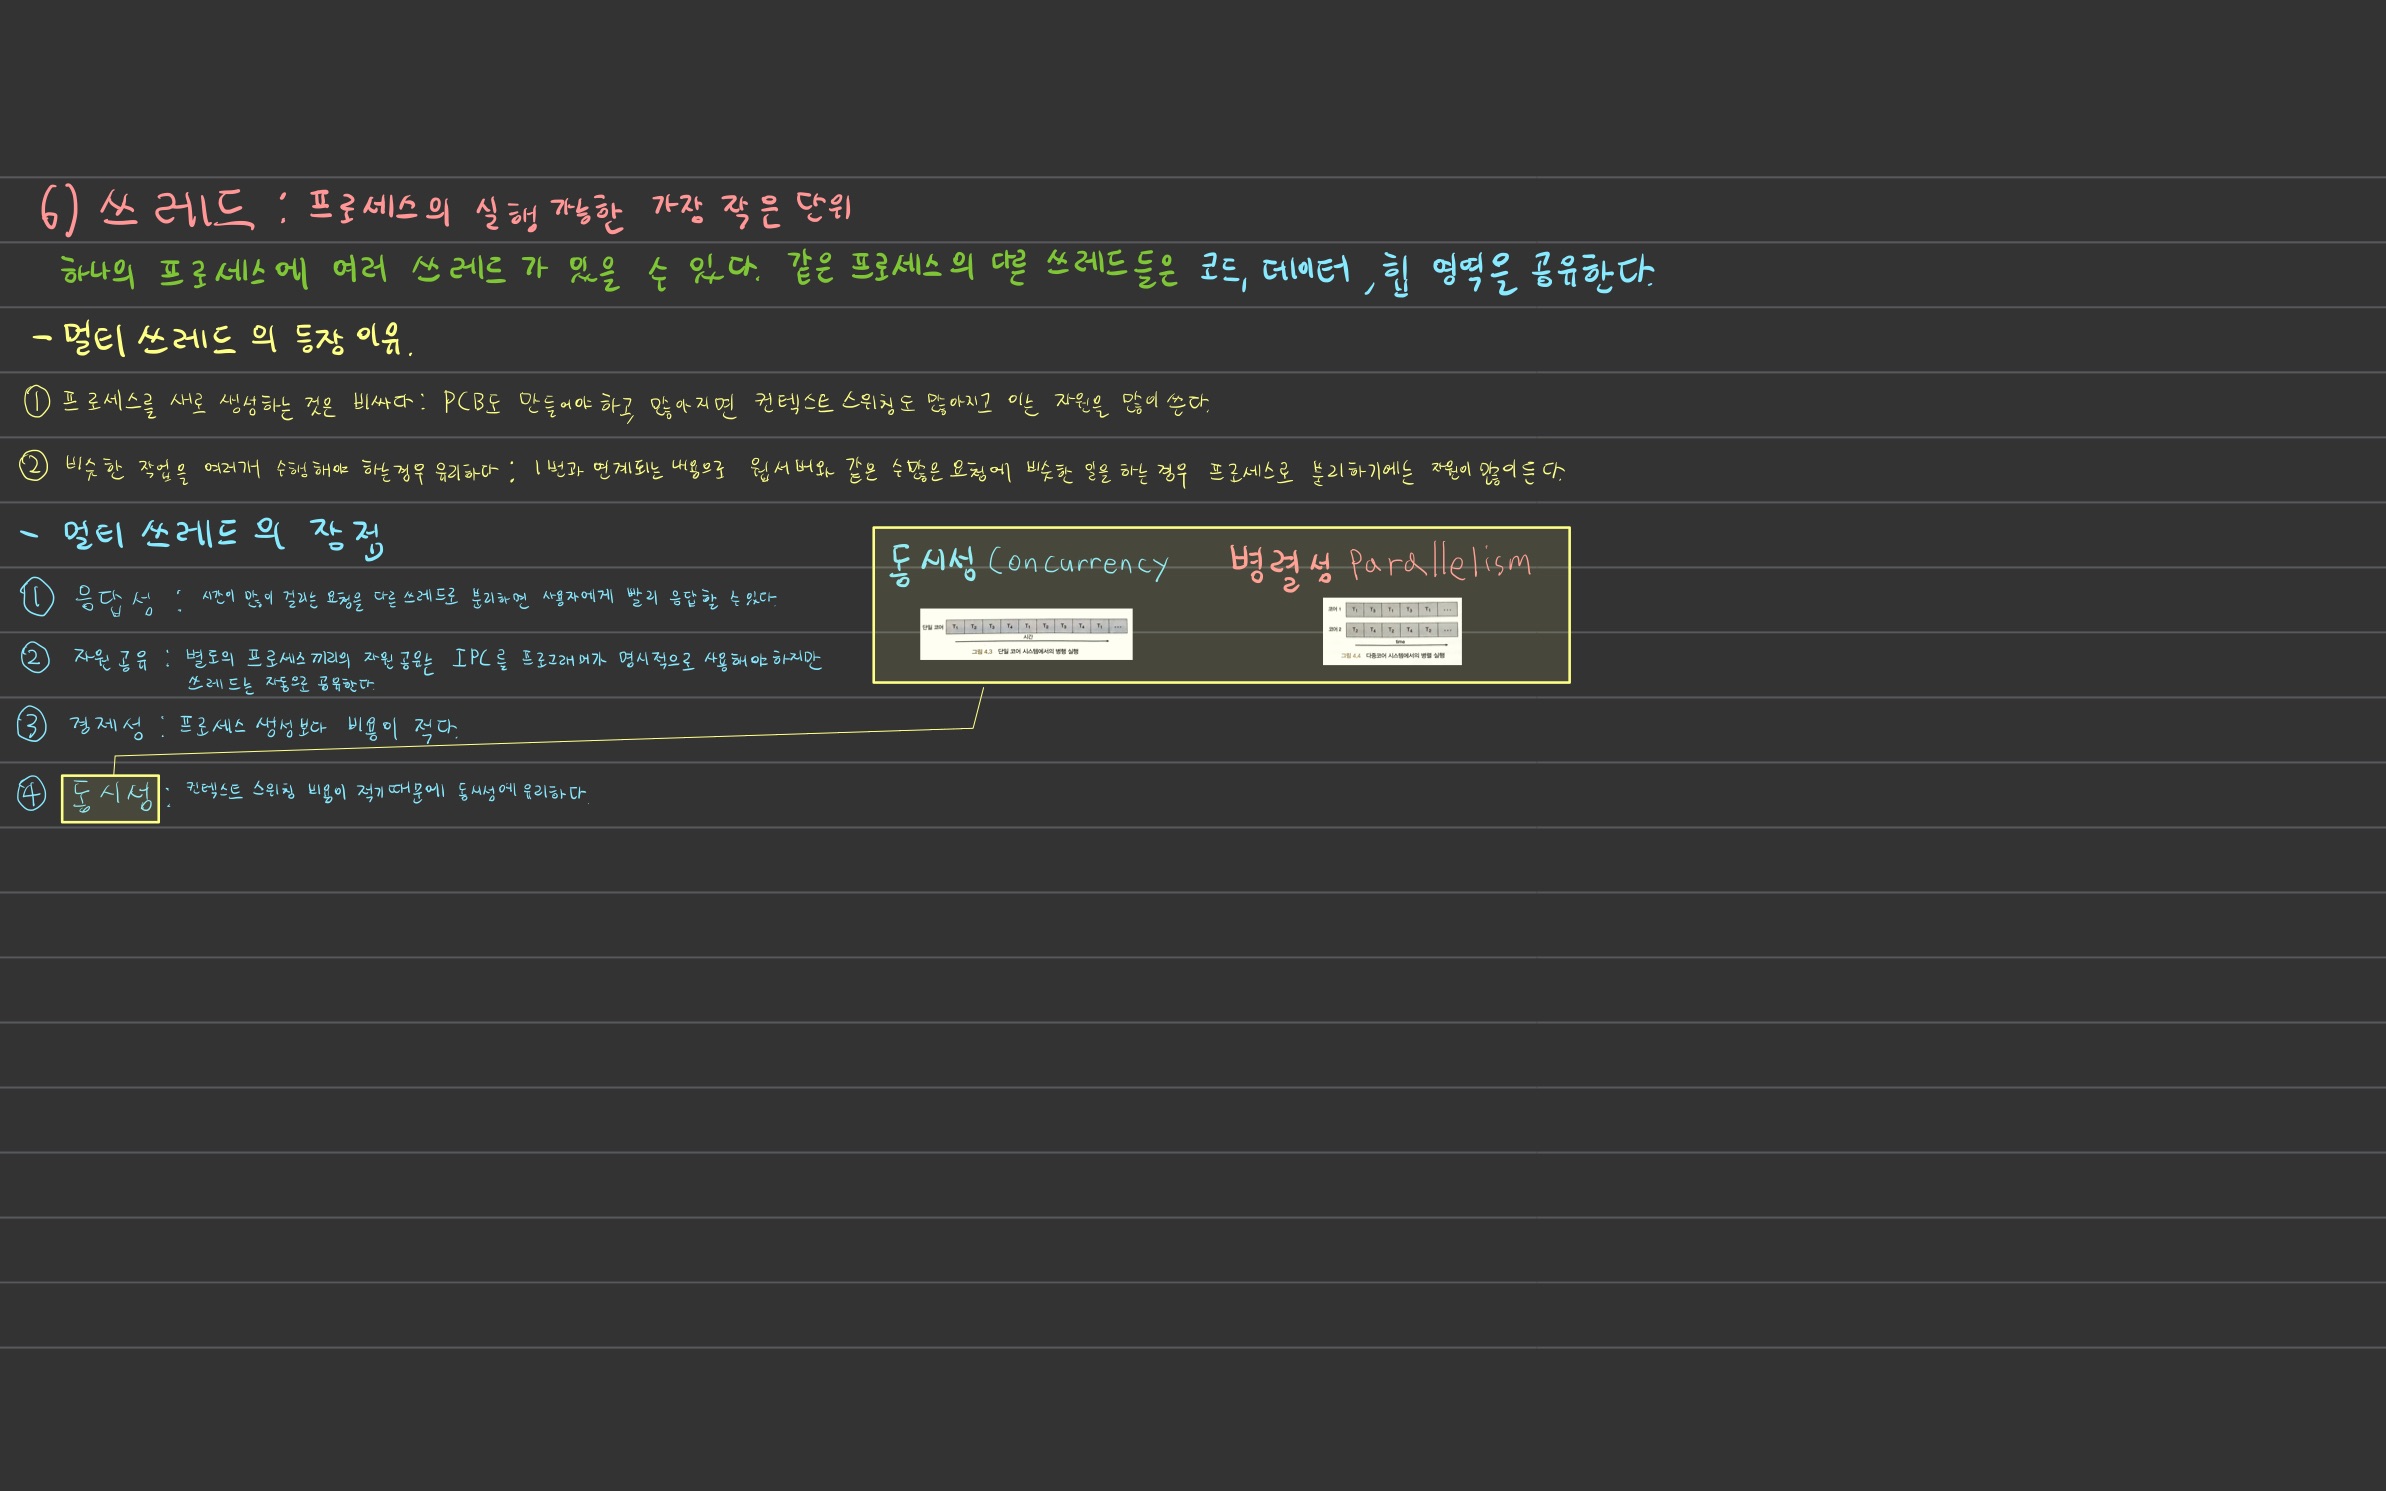 6) 쓰레드 : 프로세스의 실행 가능한 가장 작은 단위
하나의 프로세스에 여러 쓰레드가 있을 수 있다. 같은 프로세스의 다른 쓰레드들은 코드, 데이터, 힙 영역을 공유한다.
- 멀티 쓰레드의 등장 이유.
① 프로세스를 새로 생성하는 것은 비싸다 : PCB도 만들어야 하고, 많아지면 컨텍스트 스위칭도 많아지고 이는 자원을 많이 쓴다.
② 비슷한 작업을 여러개 수행해야 하는경우 유리하다 : 1번과 연계되는 내용으로 웹서버와 같은 수많은 요청에 비슷한 일을 하는 경우 프로세스로 분리하기에는 자원이 많이 든다.
- 멀티 쓰레드의 장점
① 응답성 : 시간이 많이 걸리는 요청을 다른 쓰레드로 분리하면 사용자에게 빨리 응답할 수 있다.
② 자원 공유 : 별도의 프로세스끼리의 자원 공유는 IPC를 프로그래머가 명시적으로 사용해야 하지만
쓰레드는 자동으로 공유한다.
③ 경제성 : 프로세스 생성보다 비용이 적다.
④ 동시성 : 컨텍스트 스위칭 비용이 적기때문에 동시성에 유리하다.
동시성 Concurrency
단일 코어 T₁ T₂ T₃ T₄ T₁ T₂ T₃ T₄ T₁ ...
시간
그림 4.3 단일 코어 시스템에서의 병행 실행
병렬성 Parallelism
코어 1 T₁ T₃ T₁ T₃ T₁ ...
코어 2 T₂ T₄ T₂ T₄ T₂ ...
time
그림 4.4 다중코어 시스템에서의 병렬 실행